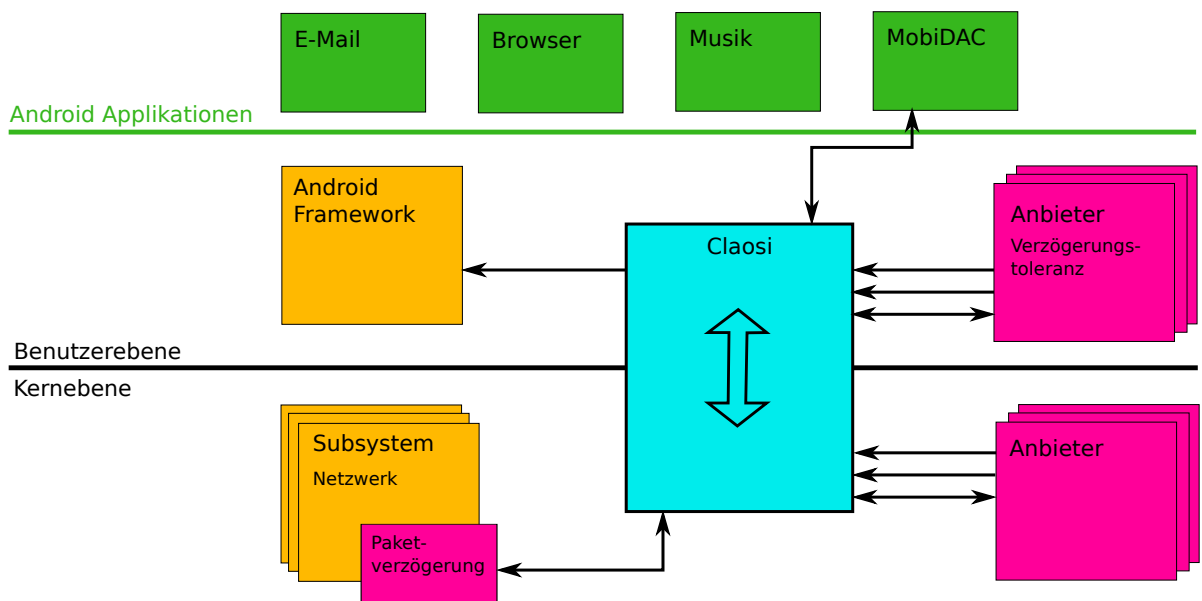 E-Mail
Browser
Musik
MobiDAC
Android Applikationen
Android
Framework
Claosi
Anbieter
Verzögerungs-
toleranz
Benutzerebene
Kernebene
Subsystem
Netzwerk
Paket-
verzögerung
Anbieter